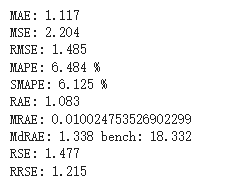 MAE: 1.117
MSE: 2.204
RMSE: 1.485
MAPE: 6.484 %
SMAPE: 6.125 %
RAE: 1.083
MRAE: 0.010024753526902299
MdRAE: 1.338 bench: 18.332
RSE: 1.477
RRSE: 1.215